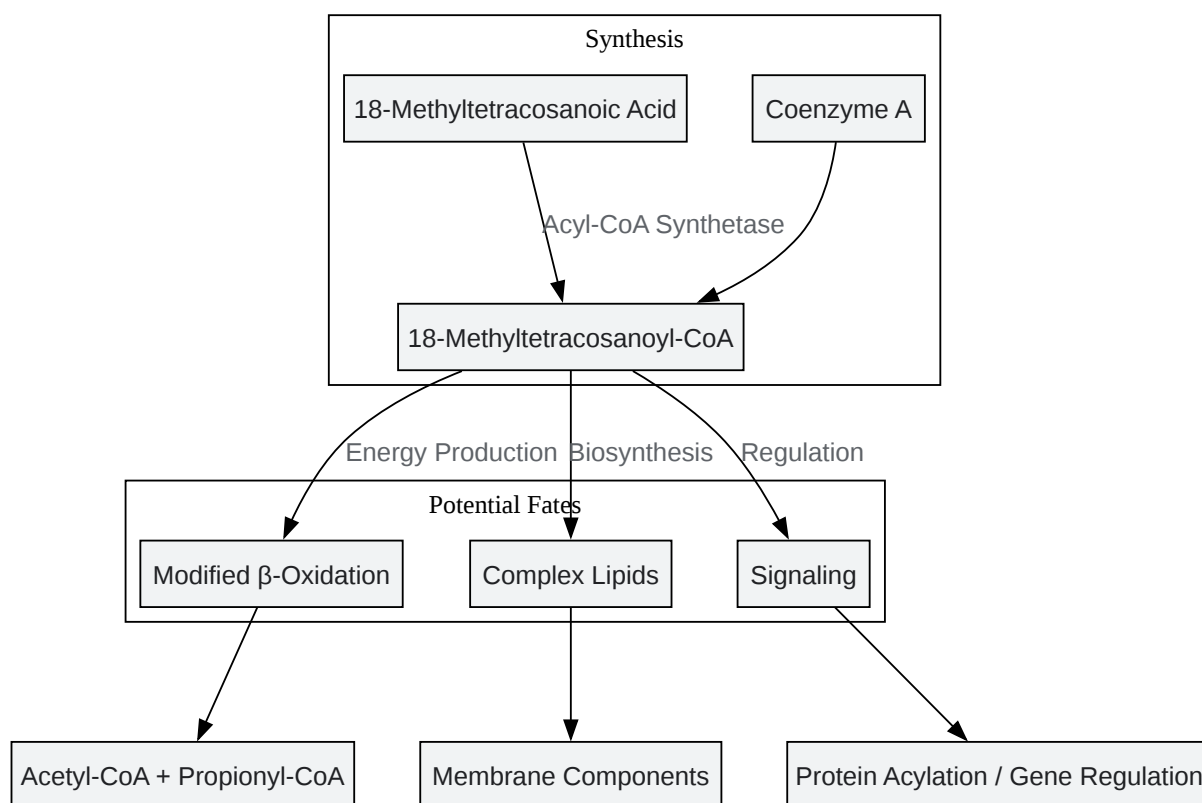 Synthesis
18-Methyltetracosanoic Acid
Coenzyme A
Acyl-CoA Synthetase
18-Methyltetracosanoyl-CoA
Energy Production
Biosynthesis
Regulation
Potential Fates
Modified β-Oxidation
Complex Lipids
Signaling
Acetyl-CoA + Propionyl-CoA
Membrane Components
Protein Acylation / Gene Regulation